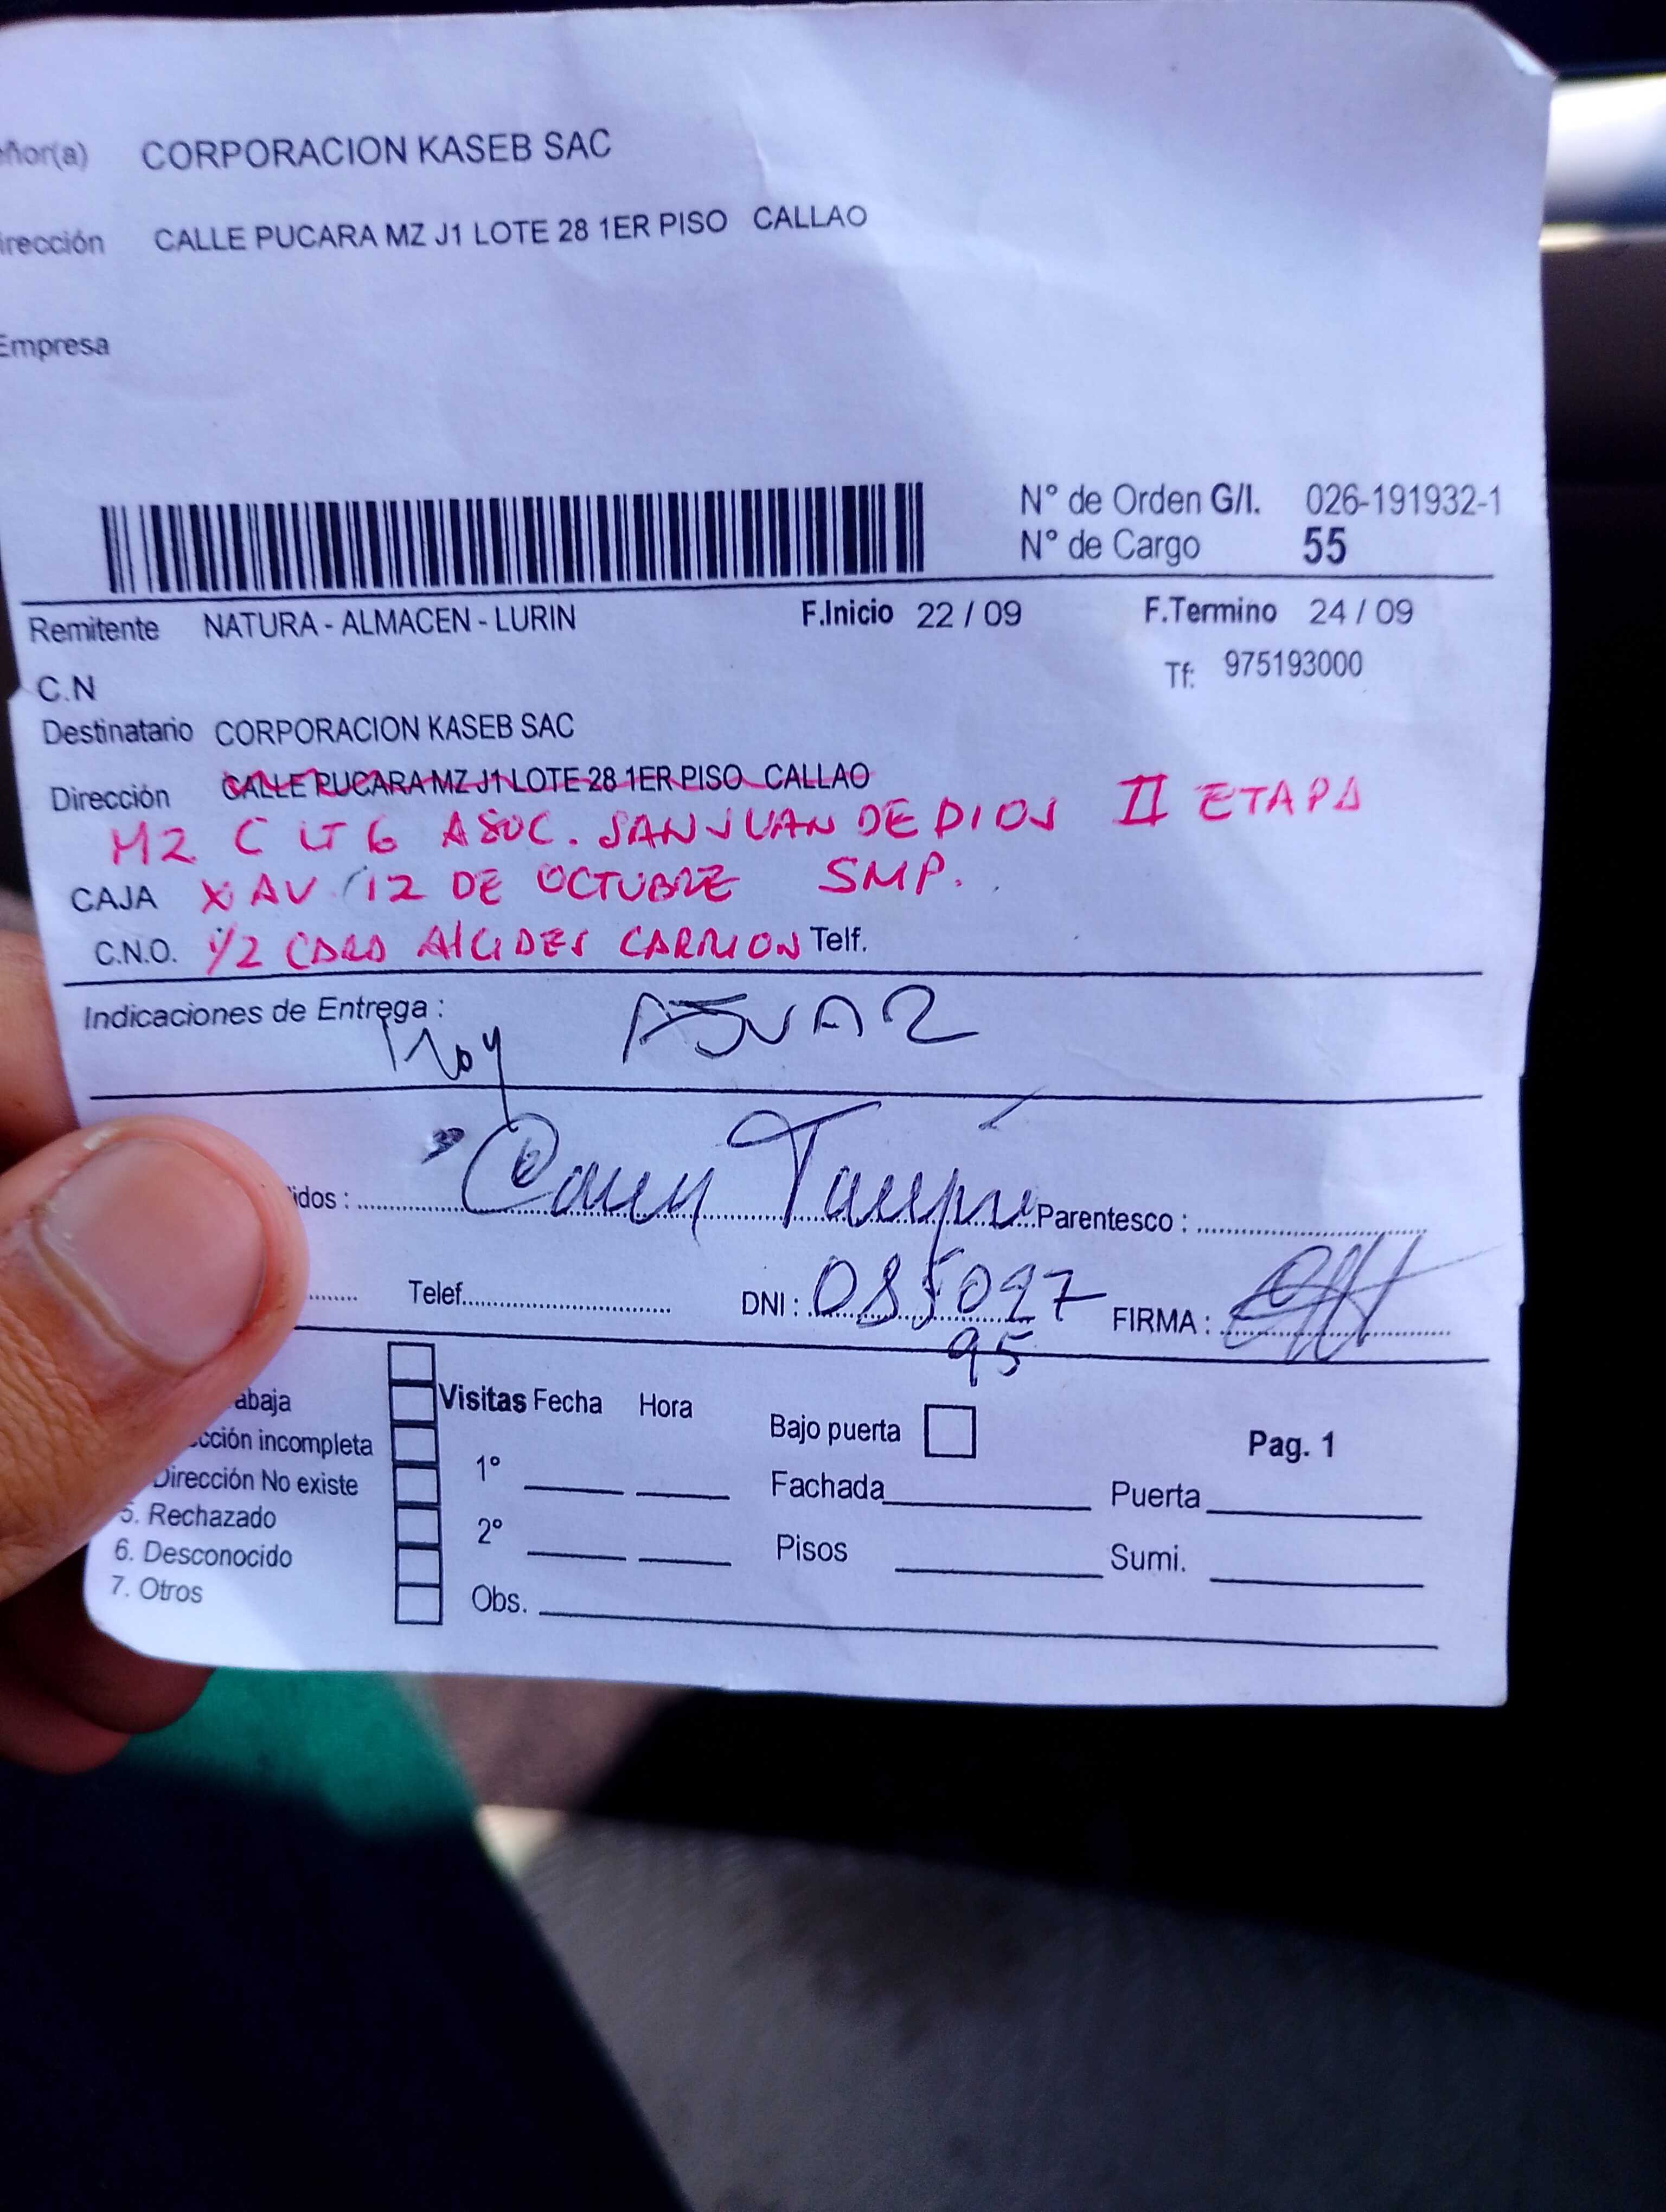 eñor(a) CORPORACION KASEB SAC
irección CALLE PUCARA MZ J1 LOTE 28 1ER PISO CALLAO
Empresa
N° de Orden G/I. 026-191932-1
N° de Cargo 55
Remitente NATURA - ALMACEN - LURIN F.Inicio 22 / 09 F.Termino 24 / 09
C.N Tf: 975193000
Destinatario CORPORACION KASEB SAC
Dirección CALLE PUCARA MZ J1 LOTE 28 1ER PISO CALLAO
MZ C LT 6 ASOC. SAN JUAN DE DIOS II ETAPA
CAJA X AV 12 DE OCTUBRE SMP.
C.N.O. 1/2 CDRA ALCIDES CARRION Telf.
Indicaciones de Entrega :
Hoy
idos : Parentesco :
Telef. DNI : 085097 FIRMA :
95
abaja Visitas Fecha Hora
cción incompleta Bajo puerta Pag. 1
Dirección No existe 1° Fachada Puerta
5. Rechazado
6. Desconocido 2° Pisos Sumi.
7. Otros Obs.